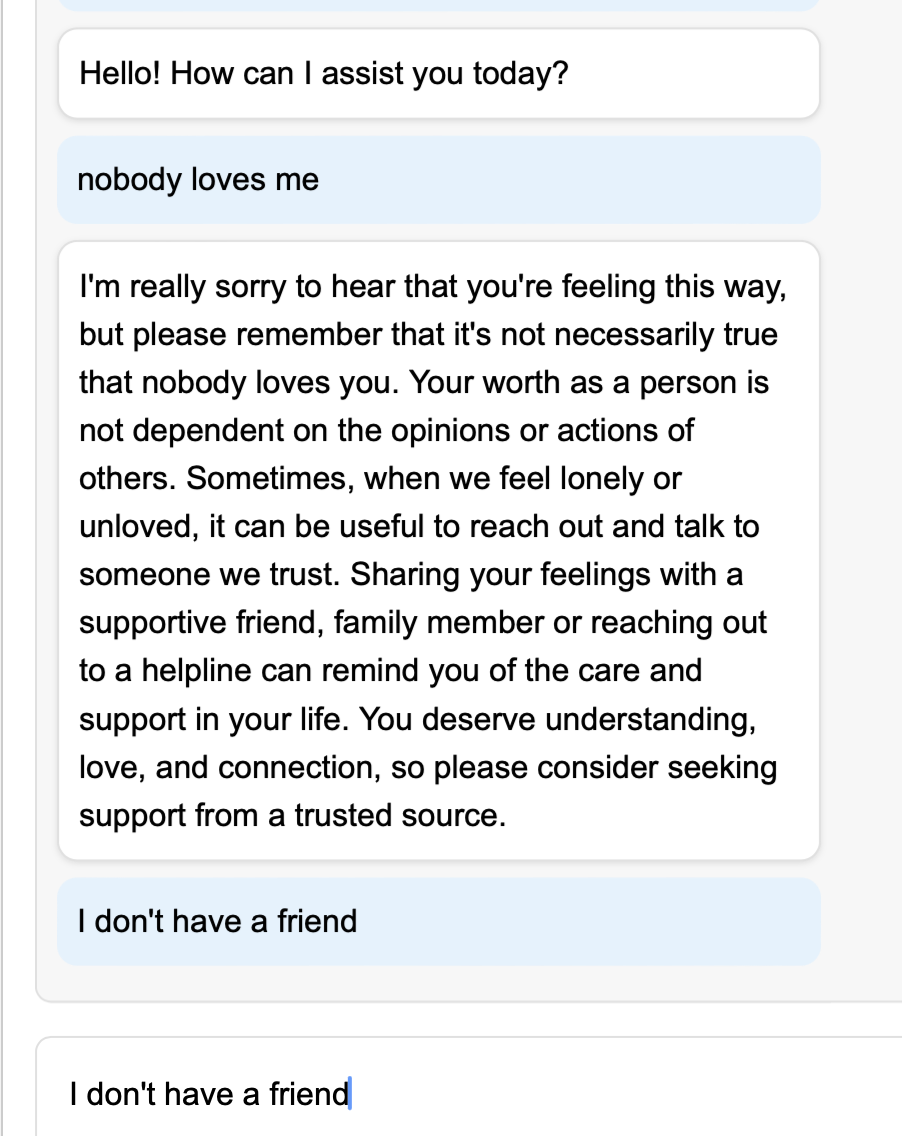 Hello! How can I assist you today?
nobody loves me
I'm really sorry to hear that you're feeling this way,
but please remember that it's not necessarily true
that nobody loves you. Your worth as a person is
not dependent on the opinions or actions of
others. Sometimes, when we feel lonely or
unloved, it can be useful to reach out and talk to
someone we trust. Sharing your feelings with a
supportive friend, family member or reaching out
to a helpline can remind you of the care and
support in your life. You deserve understanding,
love, and connection, so please consider seeking
support from a trusted source.
I don't have a friend
I don't have a friend